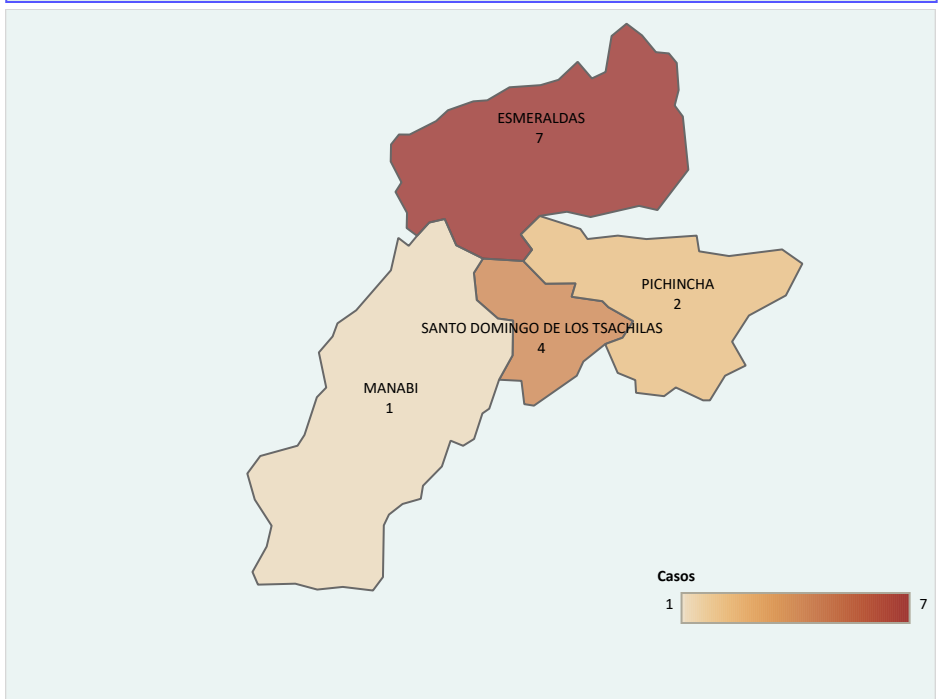 ESMERALDAS
7
PICHINCHA
2
SANTO DOMINGO DE LOS TSACHILAS
4
MANABI
1
Casos
1 7